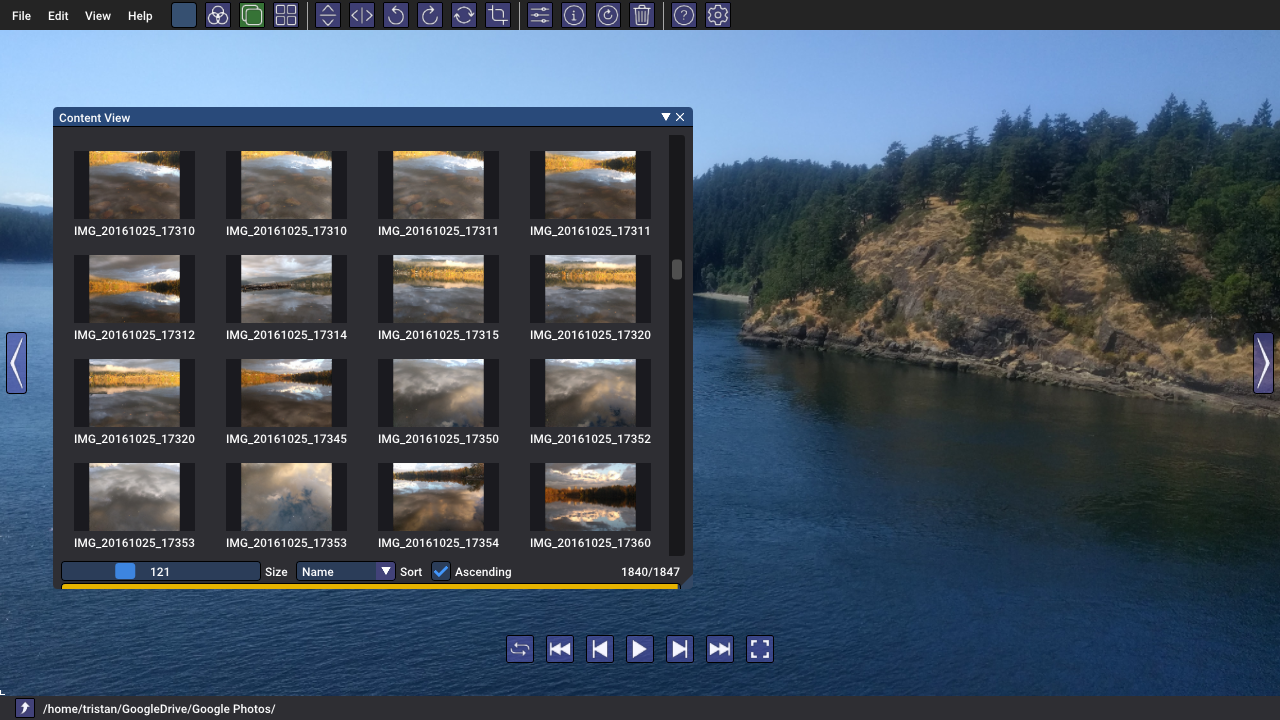 File Edit View Help
Content View
IMG_20161025_17310 IMG_20161025_17310 IMG_20161025_17311 IMG_20161025_17311
IMG_20161025_17312 IMG_20161025_17314 IMG_20161025_17315 IMG_20161025_17320
IMG_20161025_17320 IMG_20161025_17345 IMG_20161025_17350 IMG_20161025_17352
IMG_20161025_17353 IMG_20161025_17353 IMG_20161025_17354 IMG_20161025_17360
121 Size Name Sort Ascending 1840/1847
/home/tristan/GoogleDrive/Google Photos/